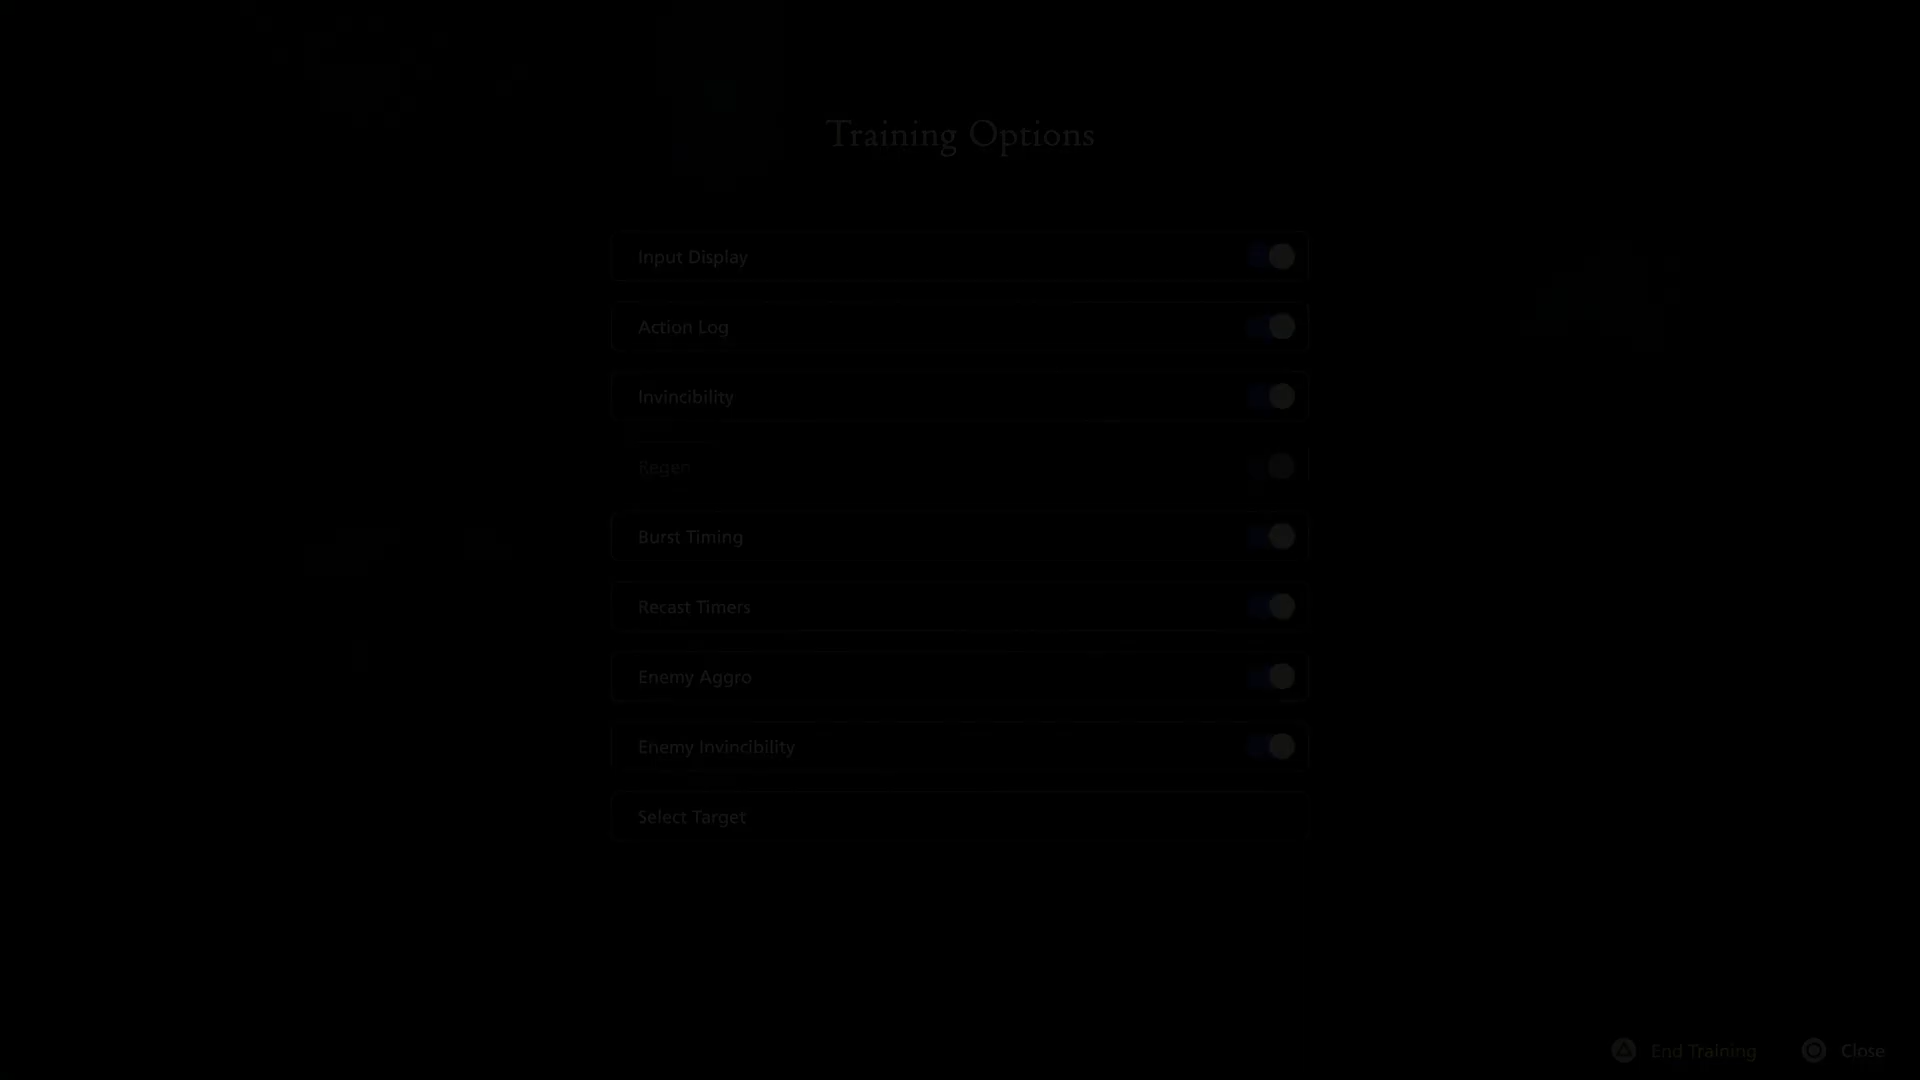 Training Options
Input Display
Action Log
Invincibility
Regen
Burst Timing
Recast Timers
Enemy Aggro
Enemy Invincibility
Select Target
End Training
Close